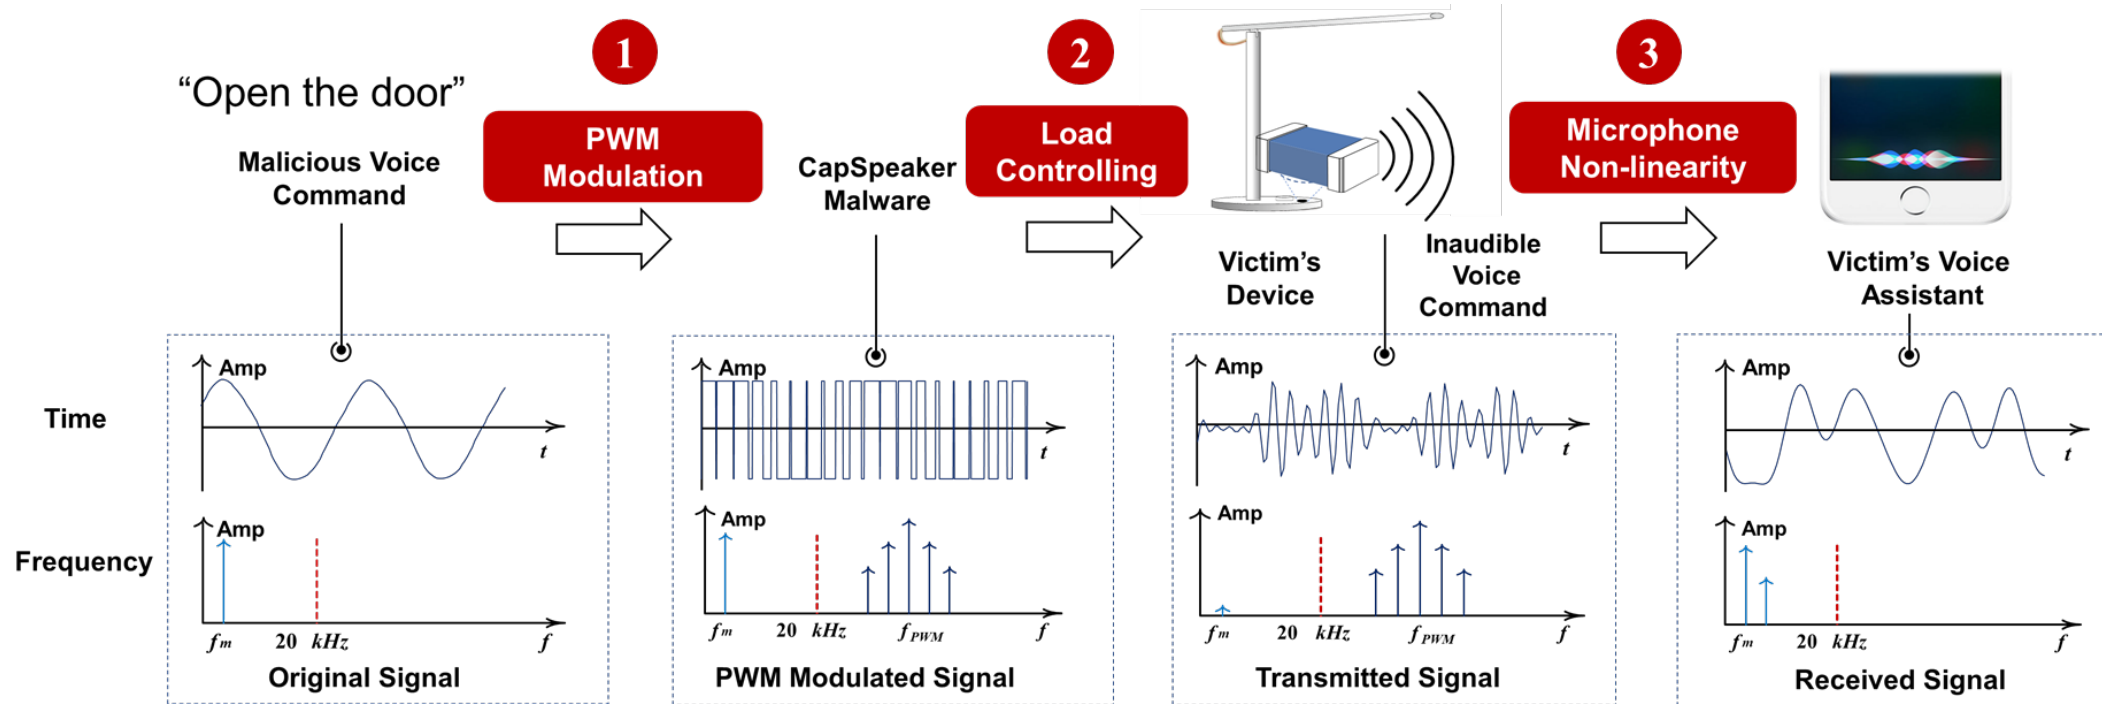 1
2
3
“Open the door”
Malicious Voice
Command
PWM
Modulation
CapSpeaker
Malware
Load
Controlling
Microphone
Non-linearity
Victim’s
Device
Inaudible
Voice
Command
Victim’s Voice
Assistant
Time
Amp
t
Amp
t
Amp
t
Amp
t
Frequency
Amp
fm 20 kHz f
Amp
fm 20 kHz fPWM f
Amp
fm 20 kHz fPWM f
Amp
fm 20 kHz f
Original Signal
PWM Modulated Signal
Transmitted Signal
Received Signal